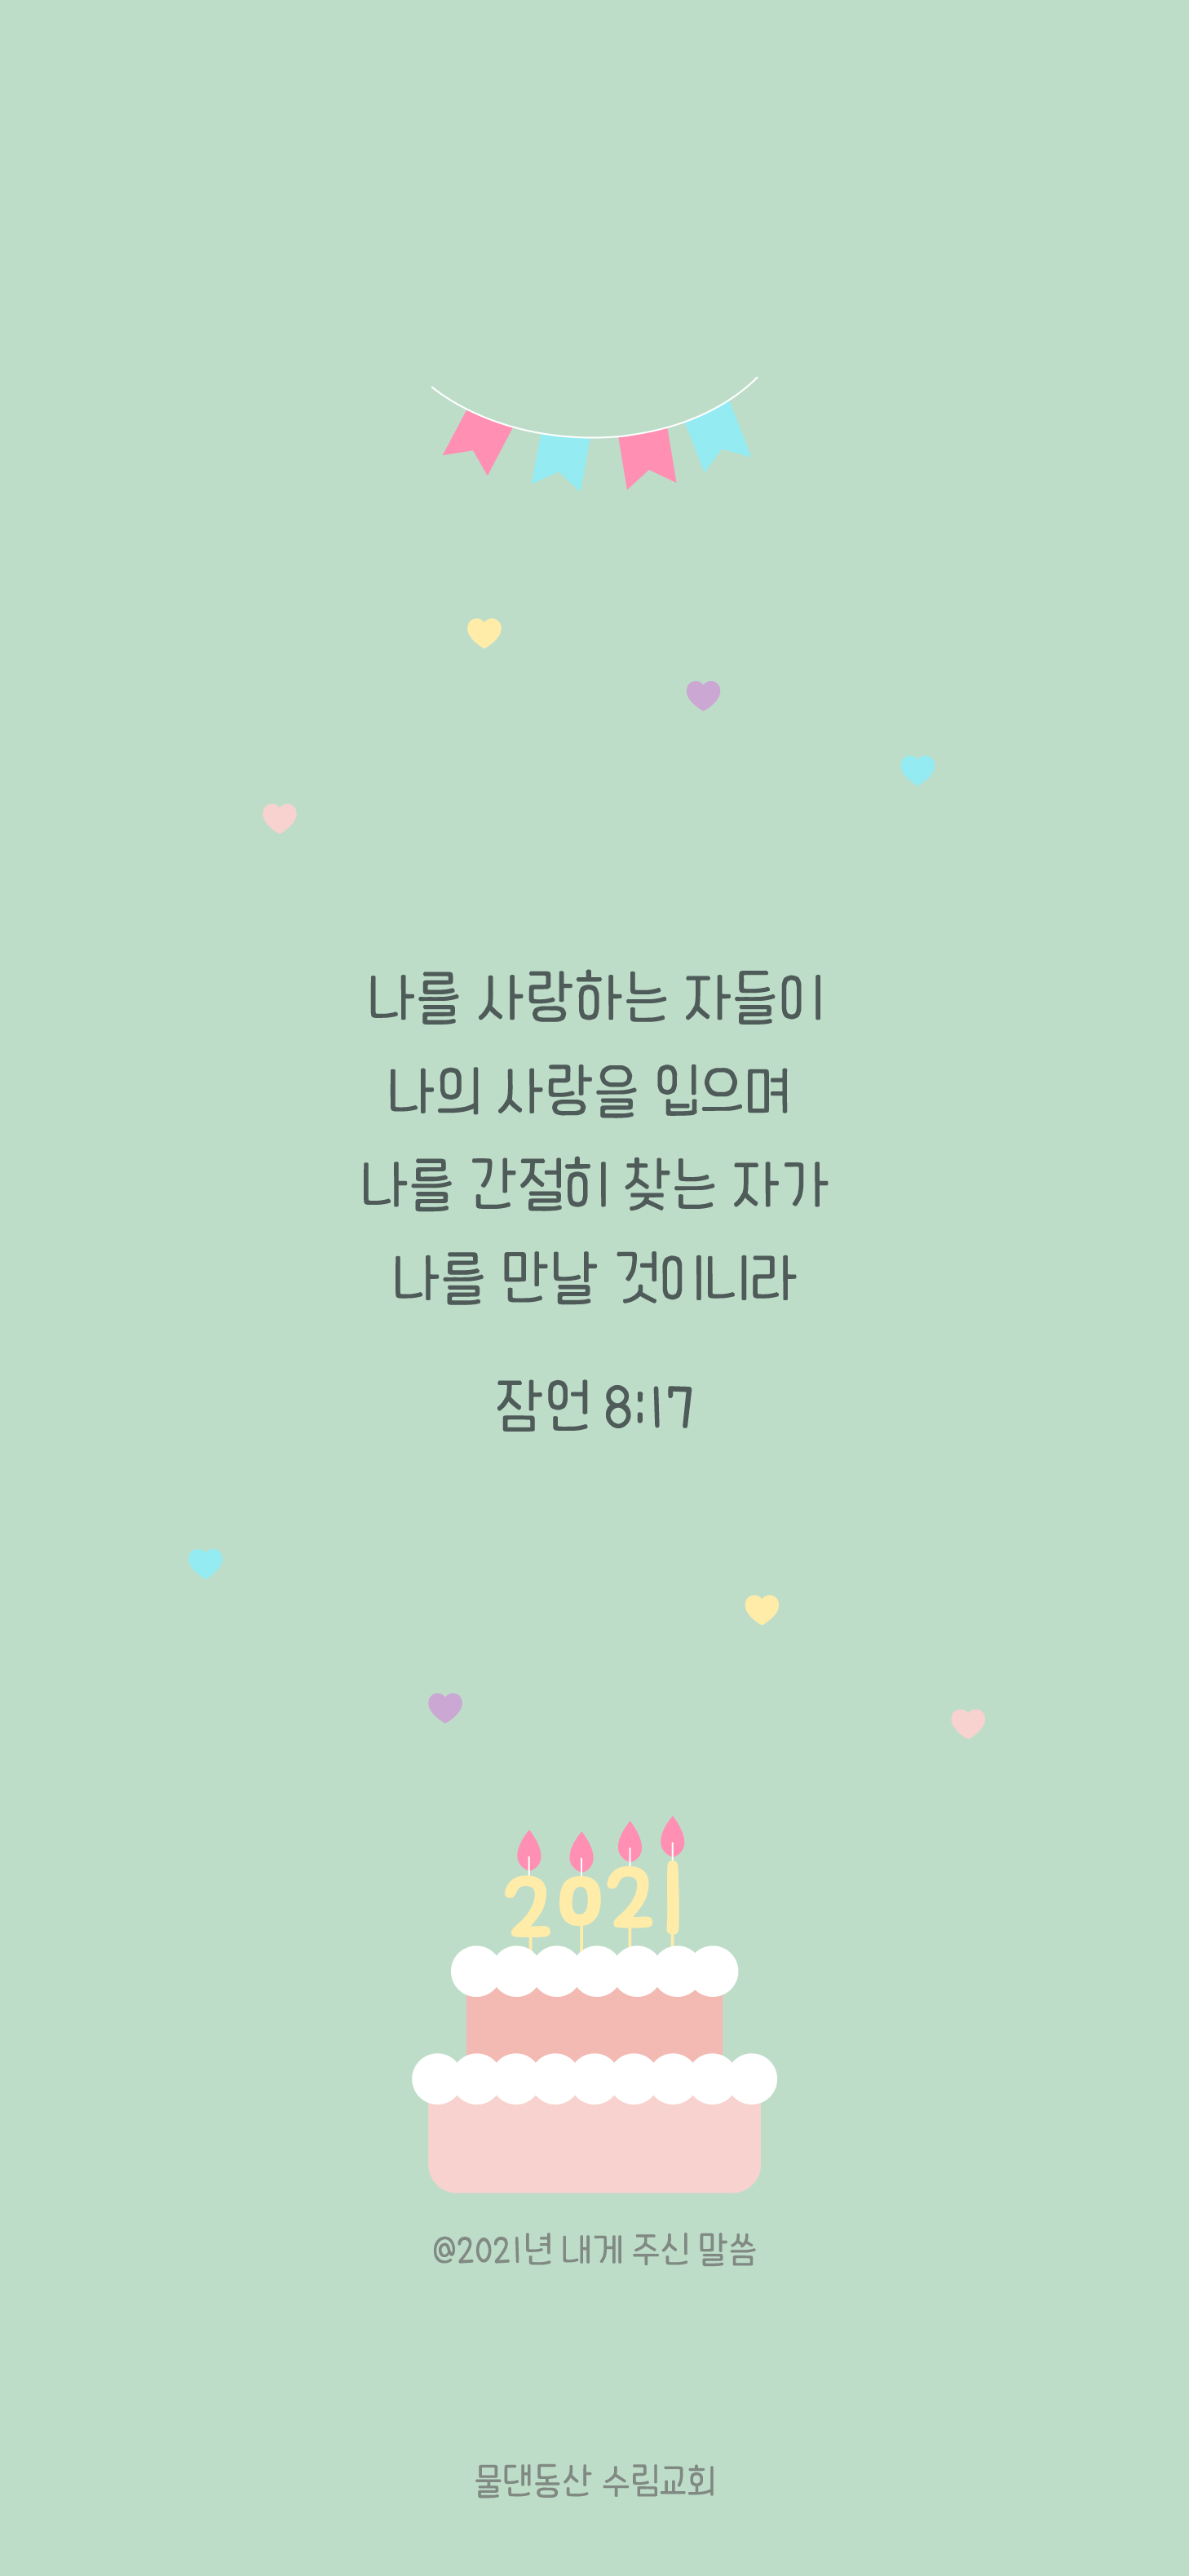 나를 사랑하는 자들이
나의 사랑을 입으며
나를 간절히 찾는 자가
나를 만날 것이니라
잠언 8:17
2021
@2021년 내게 주신 말씀
물댄동산 수림교회